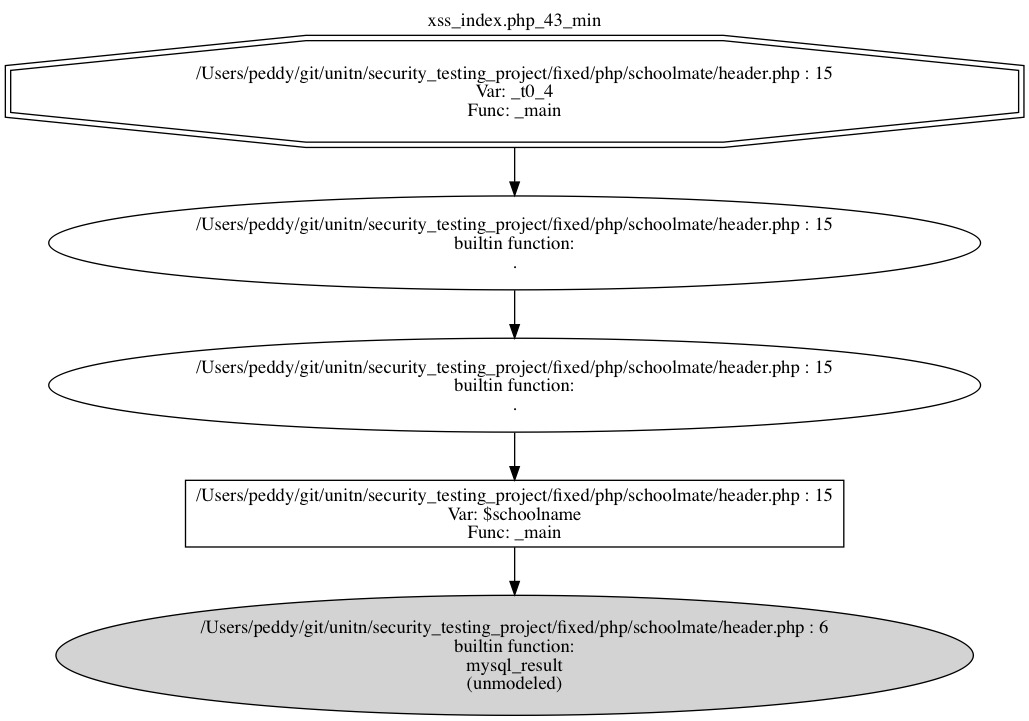 xss_index.php_43_min
/Users/peddy/git/unitn/security_testing_project/fixed/php/schoolmate/header.php : 15
Var: _t0_4
Func: _main
/Users/peddy/git/unitn/security_testing_project/fixed/php/schoolmate/header.php : 15
builtin function:
.
/Users/peddy/git/unitn/security_testing_project/fixed/php/schoolmate/header.php : 15
builtin function:
.
/Users/peddy/git/unitn/security_testing_project/fixed/php/schoolmate/header.php : 15
Var: $schoolname
Func: _main
/Users/peddy/git/unitn/security_testing_project/fixed/php/schoolmate/header.php : 6
builtin function:
mysql_result
(unmodeled)